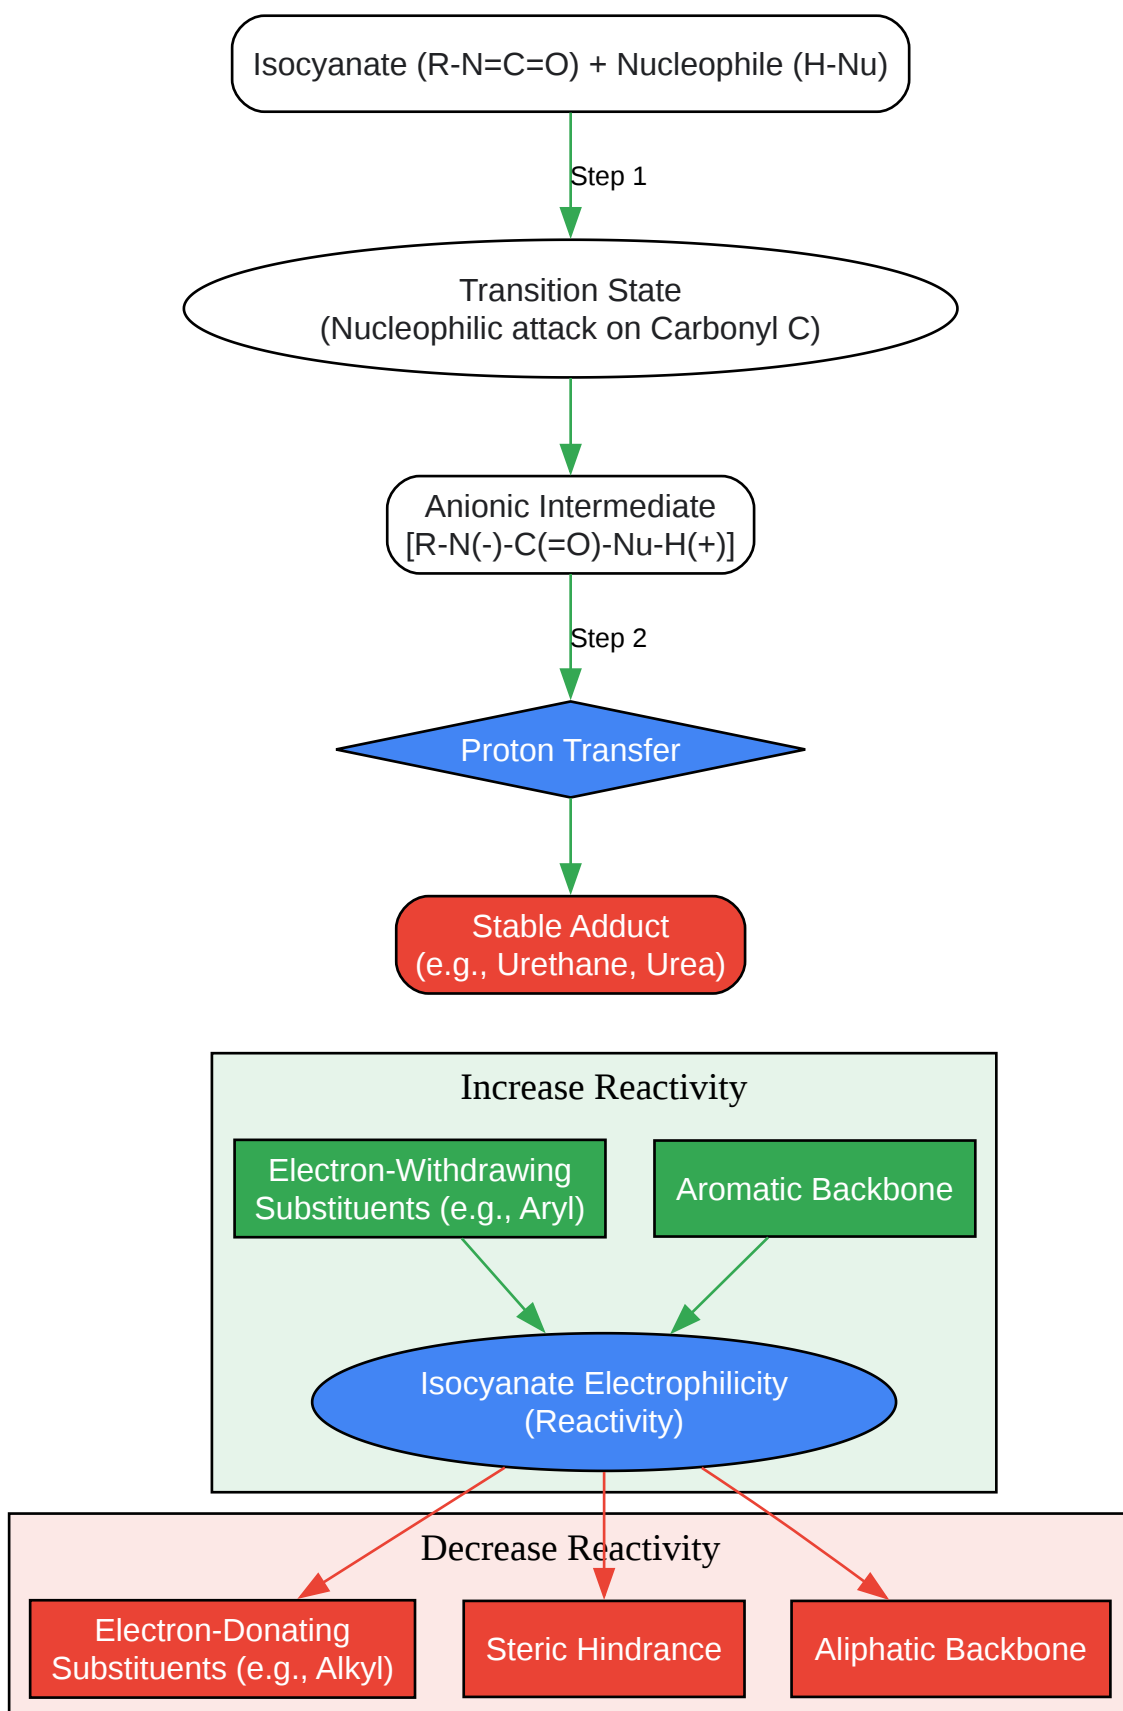 Isocyanate (R-N=C=O) + Nucleophile (H-Nu)
Step 1
Transition State
(Nucleophilic attack on Carbonyl C)
Anionic Intermediate
[R-N(-)-C(=O)-Nu-H(+)]
Step 2
Proton Transfer
Stable Adduct
(e.g., Urethane, Urea)
Increase Reactivity
Electron-Withdrawing
Substituents (e.g., Aryl)
Aromatic Backbone
Isocyanate Electrophilicity
(Reactivity)
Decrease Reactivity
Electron-Donating
Substituents (e.g., Alkyl)
Steric Hindrance
Aliphatic Backbone